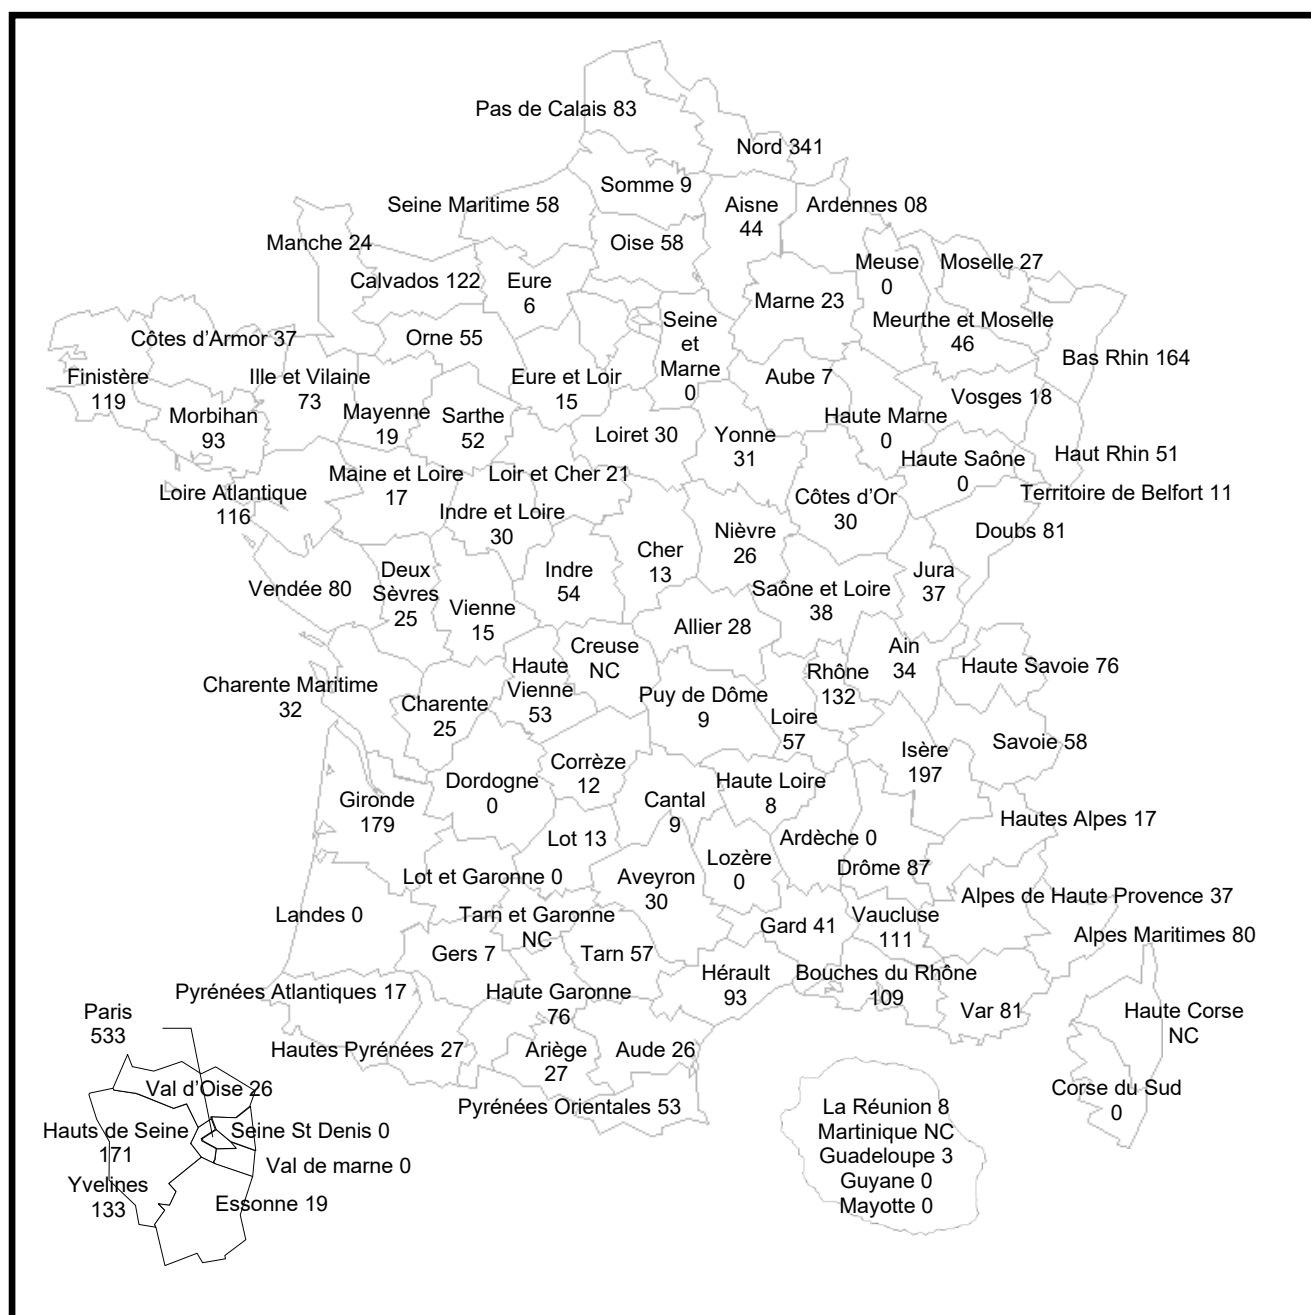 Pas de Calais 83
Nord 341
Somme 9
Seine Maritime 58
Aisne
44
Ardennes 08
Manche 24
Oise 58
Calvados 122
Eure
6
Meuse
0
Moselle 27
Marne 23
Seine
et
Marne
0
Meurthe et Moselle
46
Côtes d'Armor 37
Orne 55
Bas Rhin 164
Finistère
119
Ille et Vilaine
73
Eure et Loir
15
Aube 7
Vosges 18
Morbihan
93
Mayenne
19
Sarthe
52
Haute Marne
0
Loiret 30
Yonne
31
Haute Saône
0
Haut Rhin 51
Maine et Loire
17
Loir et Cher 21
Loire Atlantique
116
Territoire de Belfort 11
Côtes d'Or
30
Indre et Loire
30
Nièvre
26
Doubs 81
Cher
13
Vendée 80
Deux
Sèvres
25
Indre
54
Saône et Loire
38
Jura
37
Vienne
15
Allier 28
Creuse
NC
Ain
34
Haute Savoie 76
Haute
Vienne
53
Rhône
132
Charente Maritime
32
Charente
25
Puy de Dôme
9
Loire
57
Savoie 58
Isère
197
Corrèze
12
Dordogne
0
Haute Loire
8
Gironde
179
Cantal
9
Hautes Alpes 17
Lot 13
Ardèche 0
Lozère
0
Drôme 87
Lot et Garonne 0
Aveyron
30
Alpes de Haute Provence 37
Landes 0
Tarn et Garonne
NC
Vaucluse
111
Gard 41
Alpes Maritimes 80
Gers 7
Tarn 57
Hérault
93
Bouches du Rhône
109
Pyrénées Atlantiques 17
Haute Garonne
76
Var 81
Haute Corse
NC
Paris
533
Hautes Pyrénées 27
Ariège
27
Aude 26
Val d'Oise 26
Corse du Sud
0
Pyrénées Orientales 53
La Réunion 8
Martinique NC
Guadeloupe 3
Guyane 0
Mayotte 0
Hauts de Seine
171
Seine St Denis 0
Val de marne 0
Yvelines
133
Essonne 19